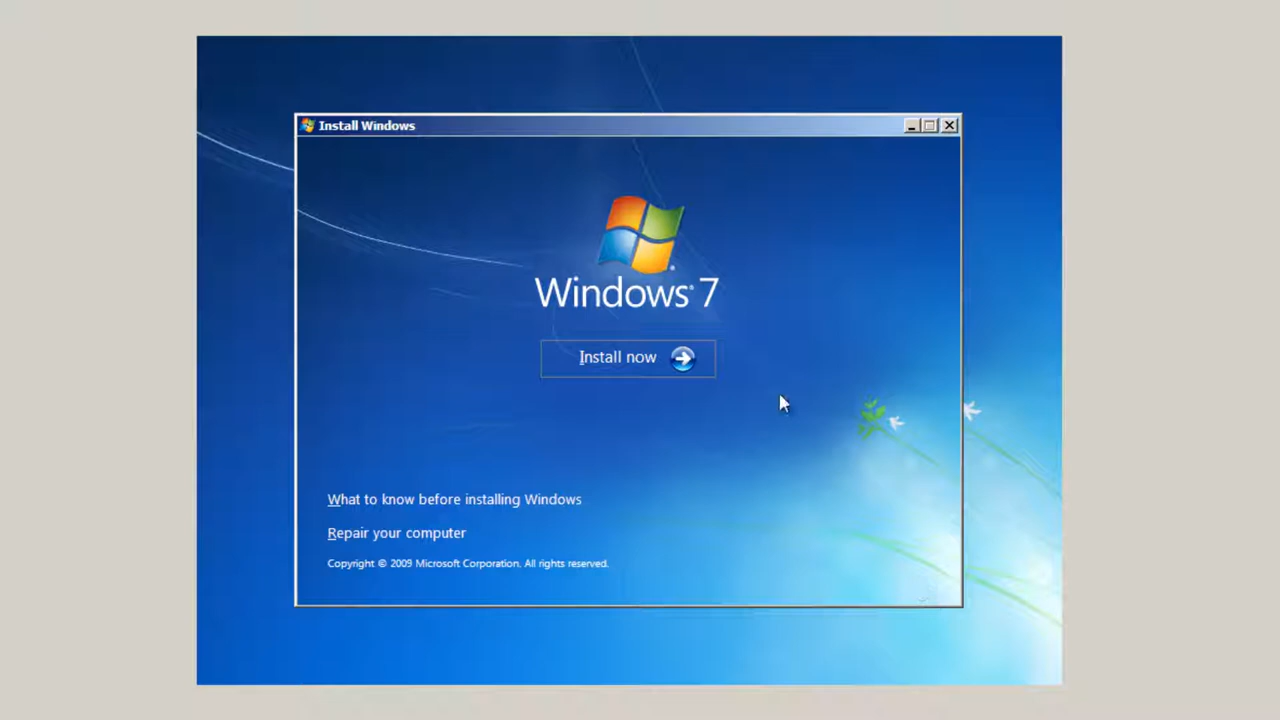 Install Windows
Windows® 7
Install now
What to know before installing Windows
Repair your computer
Copyright © 2009 Microsoft Corporation. All rights reserved.